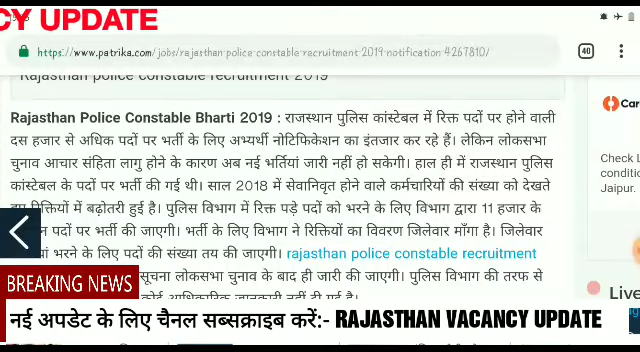 CY UPDATE
https://www.patrika.com/jobs/rajasthan-police-constable-recruitment-2019-notification-4267810/
40
Rajasthan police constable recruitment 2019
Rajasthan Police Constable Bharti 2019 : राजस्थान पुलिस कांस्टेबल में रिक्त पदों पर होने वाली
दस हजार से अधिक पदों पर भर्ती के लिए अभ्यर्थी नोटिफिकेशन का इंतजार कर रहे हैं। लेकिन लोकसभा
चुनाव आचार संहिता लागु होने के कारण अब नई भर्तियां जारी नहीं हो सकेगी। हाल ही में राजस्थान पुलिस
कांस्टेबल के पदों पर भर्ती की गई थी। साल 2018 में सेवानिवृत होने वाले कर्मचारियों की संख्या को देखते
रिक्तियों में बढ़ोतरी हुई है। पुलिस विभाग में रिक्त पड़े पदों को भरने के लिए विभाग द्वारा 11 हजार के
पदों पर भर्ती की जाएगी। भर्ती के लिए विभाग ने रिक्तियों का विवरण जिलेवार माँगा है। जिलेवार
भरने के लिए पदों की संख्या तय की जाएगी। rajasthan police constable recruitment
सूचना लोकसभा चुनाव के बाद ही जारी की जाएगी। पुलिस विभाग की तरफ से
कोई आधिकारिक जानकारी नहीं दी गई है।
Car
Check L
conditio
Jaipur.
Live
BREAKING NEWS
नई अपडेट के लिए चैनल सब्सक्राइब करें:- RAJASTHAN VACANCY UPDATE